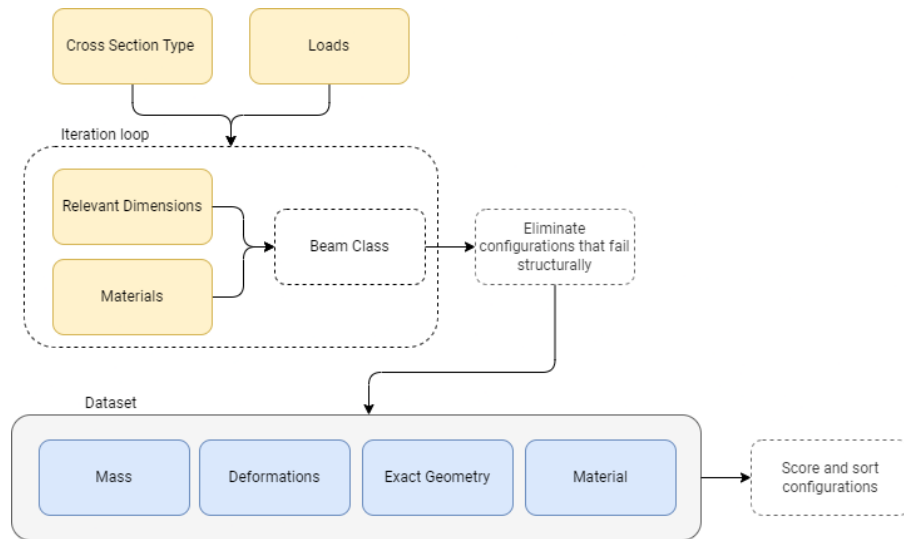 Cross Section Type
Loads
Iteration loop
Relevant Dimensions
Materials
Beam Class
Eliminate
configurations that fail
structurally
Dataset
Mass
Deformations
Exact Geometry
Material
Score and sort
configurations